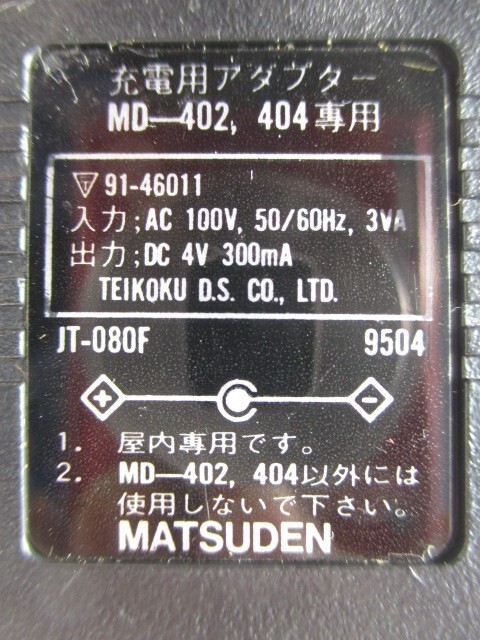 充電用アダプター
MD—402, 404専用
▽T 91-46011
入力;AC 100V, 50/60Hz, 3VA
出力;DC 4V 300mA
TEIKOKU D.S. CO., LTD.
JT-080F 9504
+ -
1. 屋内専用です。
2. MD—402, 404以外には
使用しないで下さい。
MATSUDEN